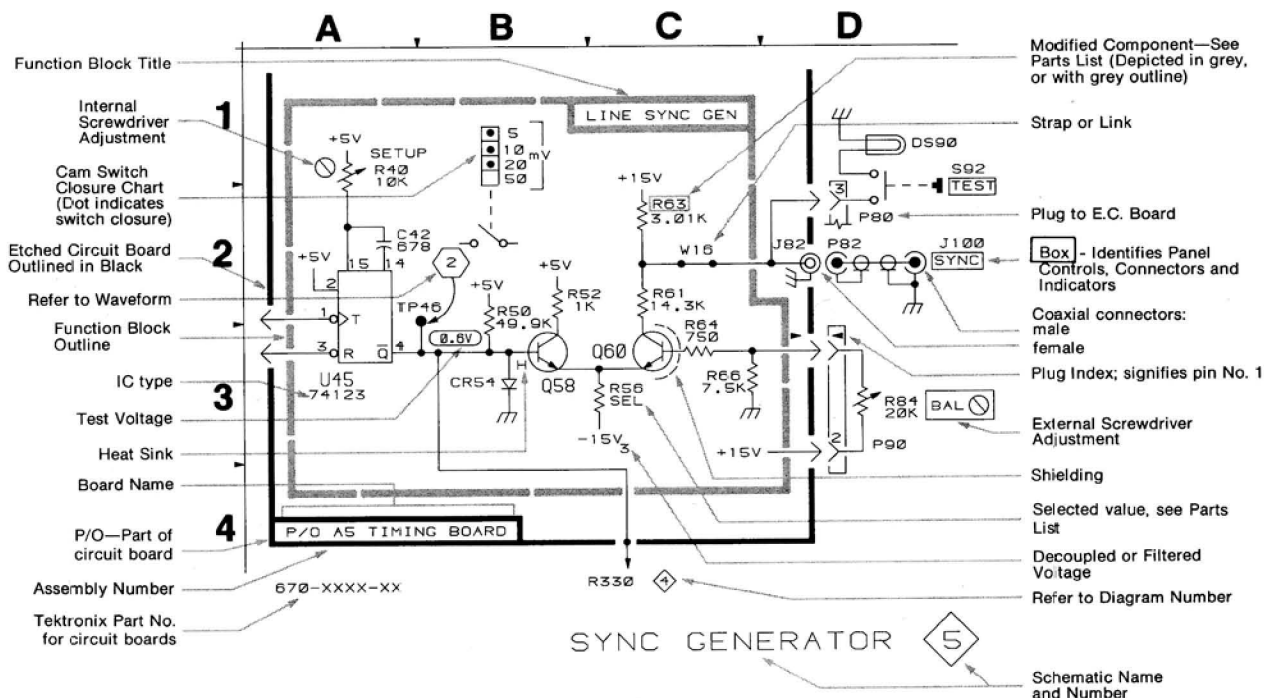 A B C D
1
2
3
4
Function Block Title
Internal
Screwdriver
Adjustment
Cam Switch
Closure Chart
(Dot indicates
switch closure)
Etched Circuit Board
Outlined in Black
Refer to Waveform
Function Block
Outline
IC type
Test Voltage
Heat Sink
Board Name
P/O—Part of
circuit board
Assembly Number
Tektronix Part No.
for circuit boards
LINE SYNC GEN
+5V
SETUP
R40
10K
5
10
20
50
mV
C42
678
15 14
+5V
2
1
T
3
R
Q
4
U45
74123
2
TP46
0.6V
+5V
R50
49.9K
+5V
R52
1K
CR54
H
Q58
+15V
R63
3.01K
W16
R61
14.3K
Q60
R64
750
R66
7.5K
R56
SEL
-15V
3
+15V
DS90
S92
TEST
3
P80
J82
P82
J100
SYNC
R84
20K
BAL
2
P90
P/O A5 TIMING BOARD
670-XXXX-XX
R330
4
SYNC GENERATOR
5
Modified Component—See
Parts List (Depicted in grey,
or with grey outline)
Strap or Link
Plug to E.C. Board
Box - Identifies Panel
Controls, Connectors and
Indicators
Coaxial connectors:
male
female
Plug Index; signifies pin No. 1
External Screwdriver
Adjustment
Shielding
Selected value, see Parts
List
Decoupled or Filtered
Voltage
Refer to Diagram Number
Schematic Name
and Number